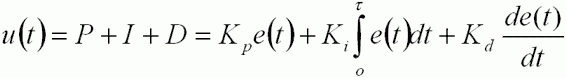 u(t) = P + I + D = K_p e(t) + K_i ∫_o^τ e(t)dt + K_d de(t)/dt